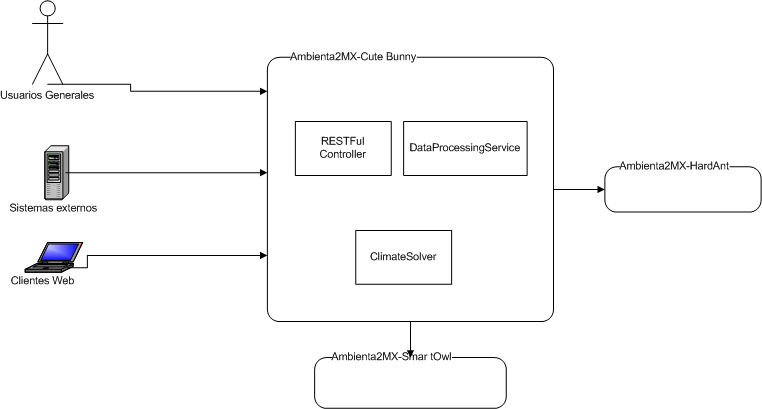 Ambienta2MX-Cute Bunny
Usuarios Generales
RESTFul
Controller
DataProcessingService
Ambienta2MX-HardAnt
Sistemas externos
ClimateSolver
Clientes Web
Ambienta2MX-Smar tOwl